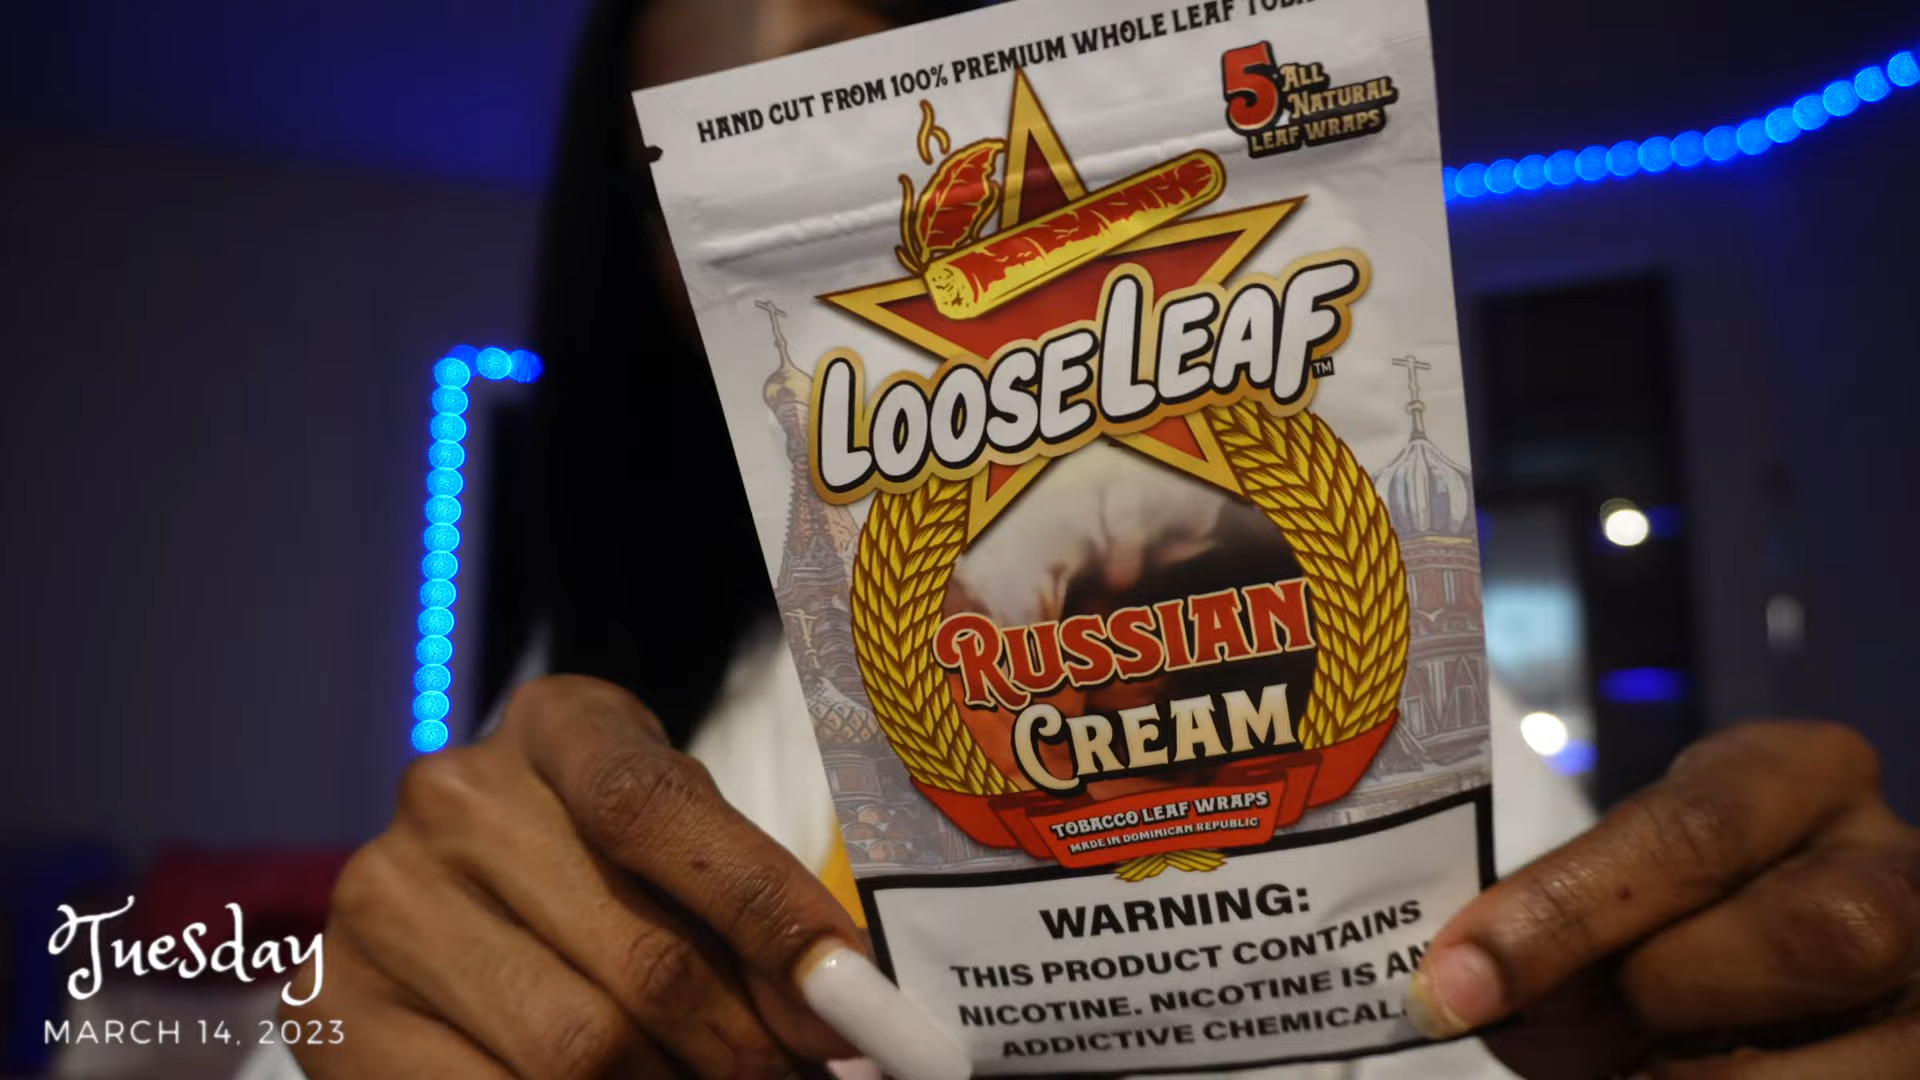 HAND CUT FROM 100% PREMIUM WHOLE LEAF
5 ALL
NATURAL
LEAF WRAPS
LOOSELEAF™
RUSSIAN
CREAM
TOBACCO LEAF WRAPS
MADE IN DOMINICAN REPUBLIC
WARNING:
THIS PRODUCT CONTAINS
NICOTINE. NICOTINE IS AN
ADDICTIVE CHEMICAL.
Tuesday
MARCH 14, 2023